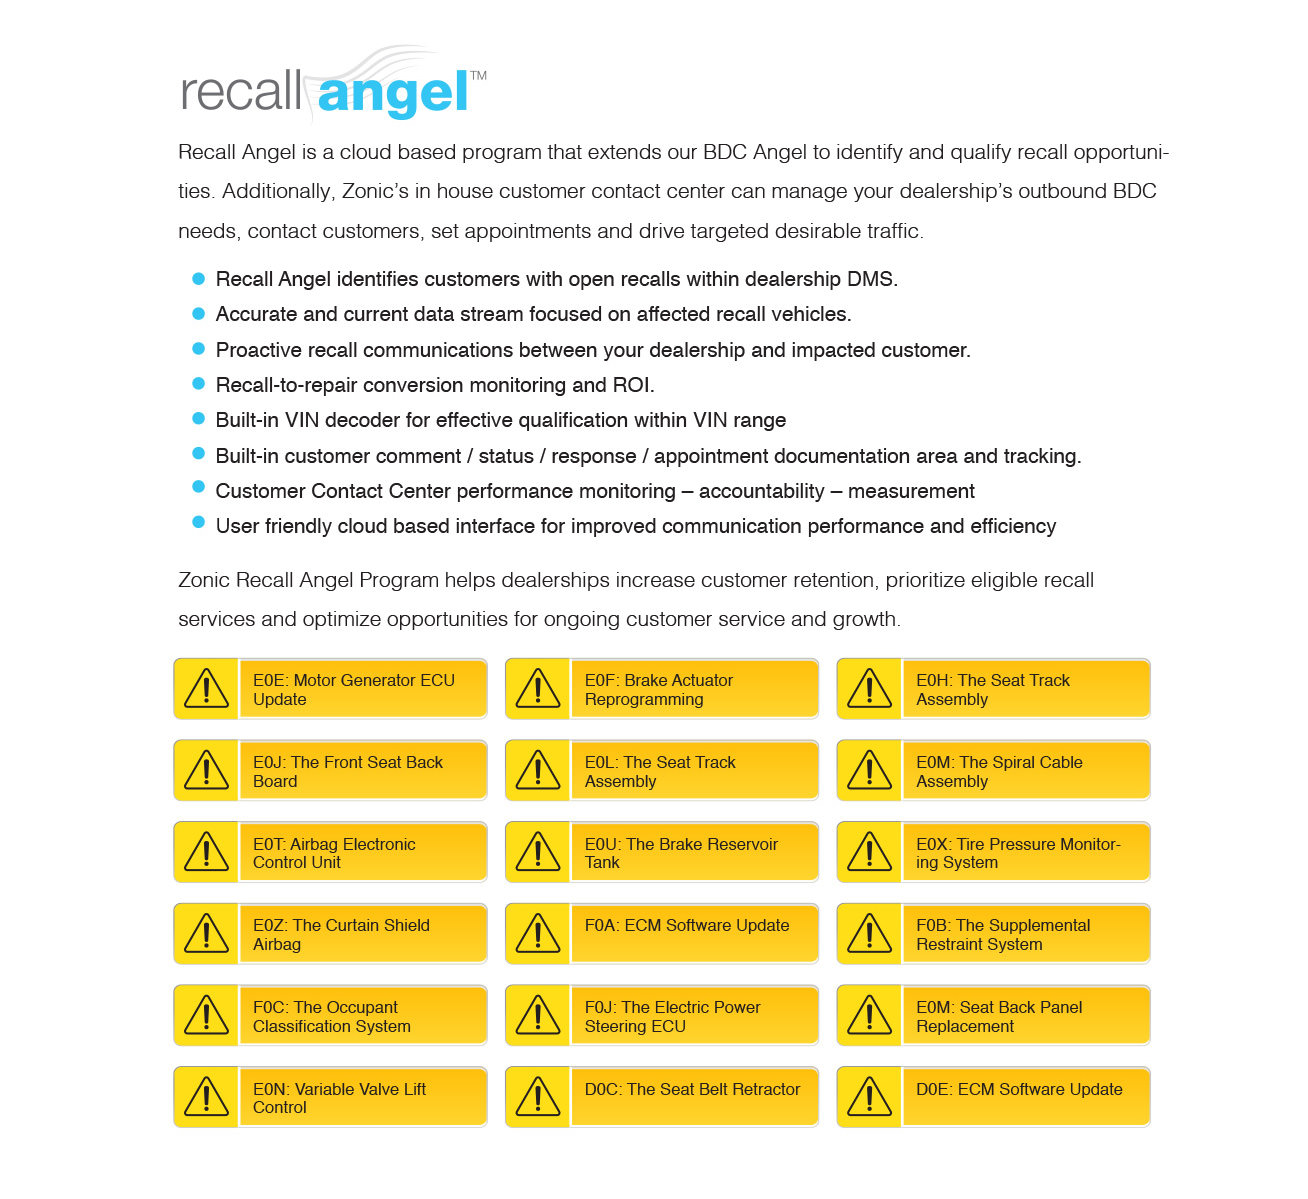 recall angel™
Recall Angel is a cloud based program that extends our BDC Angel to identify and qualify recall opportuni-
ties. Additionally, Zonic’s in house customer contact center can manage your dealership’s outbound BDC
needs, contact customers, set appointments and drive targeted desirable traffic.
Recall Angel identifies customers with open recalls within dealership DMS.
Accurate and current data stream focused on affected recall vehicles.
Proactive recall communications between your dealership and impacted customer.
Recall-to-repair conversion monitoring and ROI.
Built-in VIN decoder for effective qualification within VIN range
Built-in customer comment / status / response / appointment documentation area and tracking.
Customer Contact Center performance monitoring – accountability – measurement
User friendly cloud based interface for improved communication performance and efficiency
Zonic Recall Angel Program helps dealerships increase customer retention, prioritize eligible recall
services and optimize opportunities for ongoing customer service and growth.
E0E: Motor Generator ECU
Update
E0F: Brake Actuator
Reprogramming
E0H: The Seat Track
Assembly
E0J: The Front Seat Back
Board
E0L: The Seat Track
Assembly
E0M: The Spiral Cable
Assembly
E0T: Airbag Electronic
Control Unit
E0U: The Brake Reservoir
Tank
E0X: Tire Pressure Monitor-
ing System
E0Z: The Curtain Shield
Airbag
F0A: ECM Software Update
F0B: The Supplemental
Restraint System
F0C: The Occupant
Classification System
F0J: The Electric Power
Steering ECU
E0M: Seat Back Panel
Replacement
E0N: Variable Valve Lift
Control
D0C: The Seat Belt Retractor
D0E: ECM Software Update